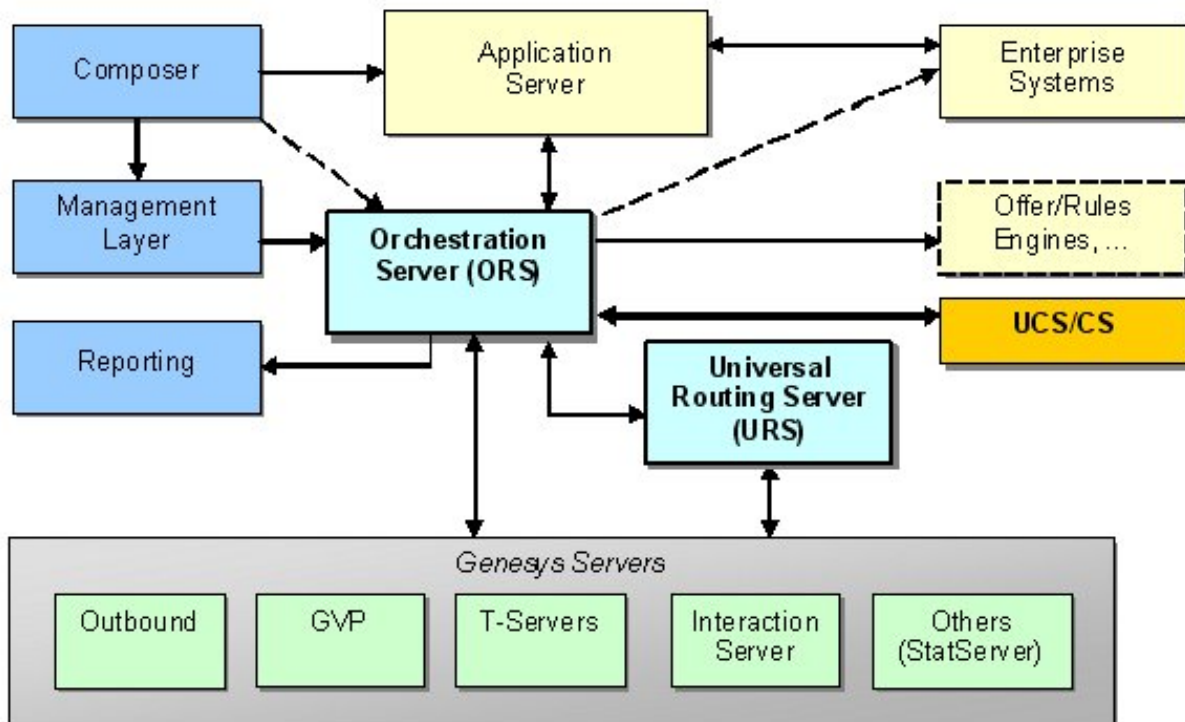 Composer
Application
Server
Enterprise
Systems
Management
Layer
Orchestration
Server (ORS)
Offer/Rules
Engines, ...
Reporting
UCS/CS
Universal
Routing Server
(URS)
Genesys Servers
Outbound
GVP
T-Servers
Interaction
Server
Others
(StatServer)